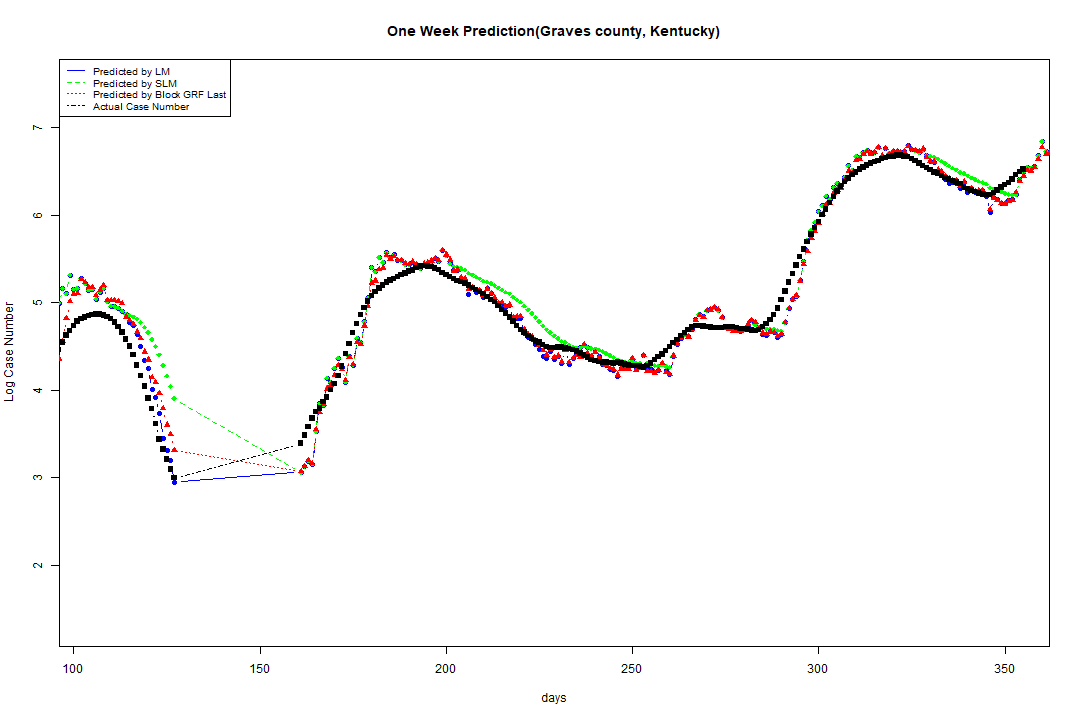 One Week Prediction(Graves county, Kentucky)
Predicted by LM
Predicted by SLM
Predicted by Block GRF Last
Actual Case Number
7
6
5
4
3
2
Log Case Number
100 150 200 250 300 350
days